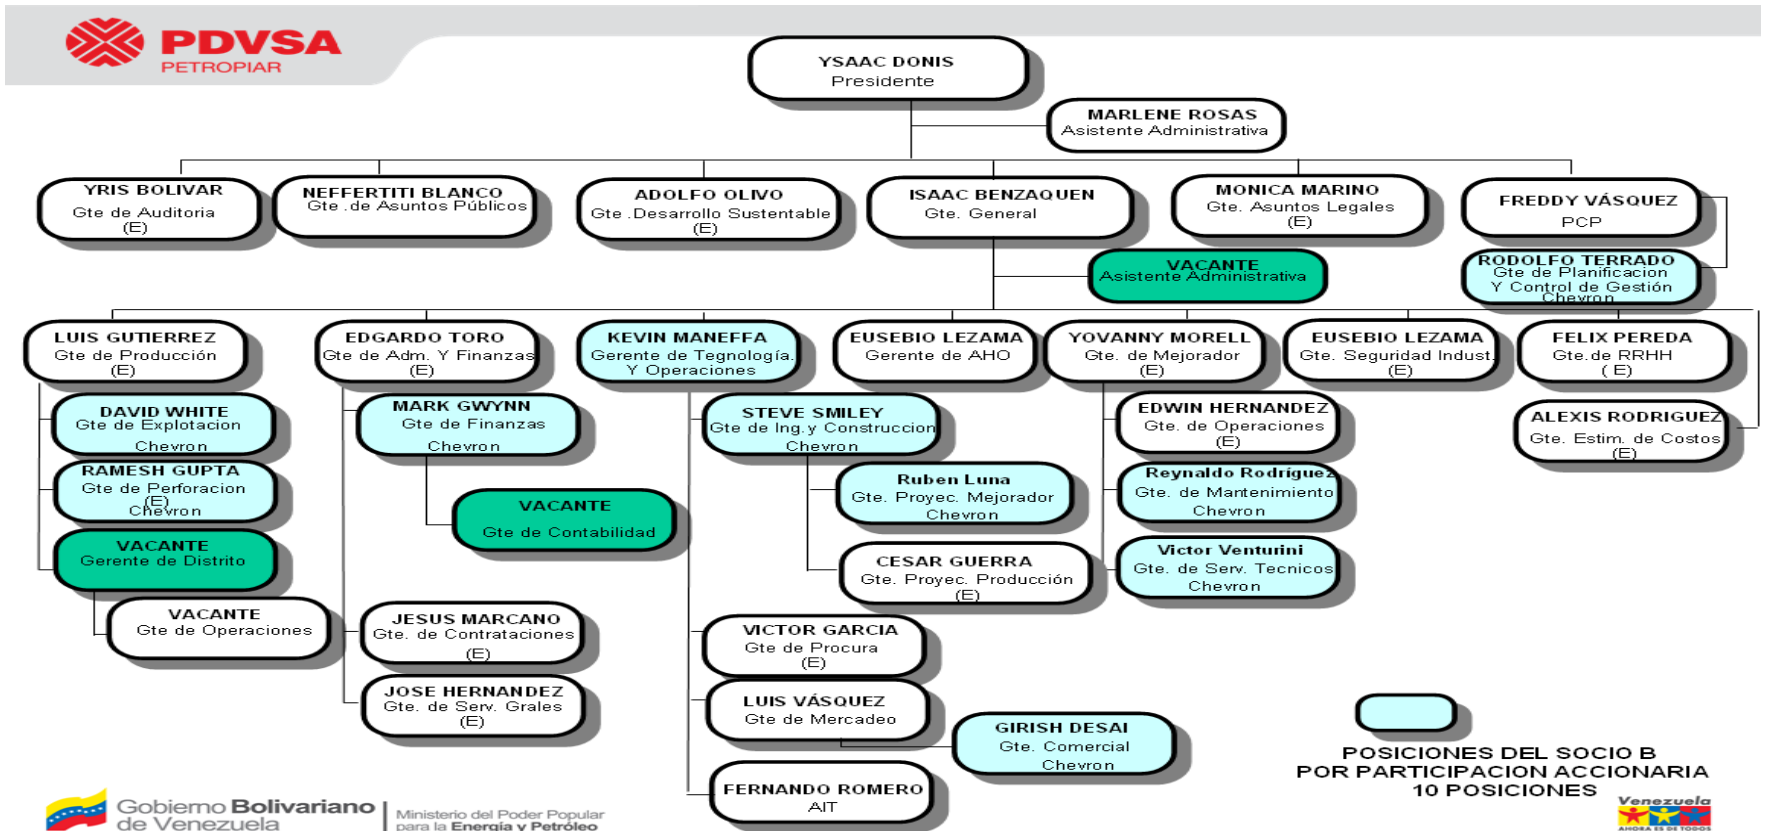 PDVSA
PETROPIAR
YSAAC DONIS
Presidente
MARLENE ROSAS
Asistente Administrativa
YRIS BOLIVAR
Gte de Auditoria
(E)
NEFFERTITI BLANCO
Gte .de Asuntos Públicos
ADOLFO OLIVO
Gte .Desarrollo Sustentable
(E)
ISAAC BENZAQUEN
Gte. General
MONICA MARINO
Gte. Asuntos Legales
(E)
FREDDY VÁSQUEZ
PCP
VACANTE
Asistente Administrativa
RODOLFO TERRADO
Gte de Planificacion
Y Control de Gestión
Chevron
LUIS GUTIERREZ
Gte de Producción
(E)
EDGARDO TORO
Gte de Adm. Y Finanzas
(E)
KEVIN MANEFFA
Gerente de Tegnología.
Y Operaciones
EUSEBIO LEZAMA
Gerente de AHO
YOVANNY MORELL
Gte. de Mejorador
(E)
EUSEBIO LEZAMA
Gte. Seguridad Indust.
(E)
FELIX PEREDA
Gte.de RRHH
( E)
DAVID WHITE
Gte de Explotacion
Chevron
MARK GWYNN
Gte de Finanzas
Chevron
STEVE SMILEY
Gte de Ing.y Construccion
Chevron
EDWIN HERNANDEZ
Gte. de Operaciones
(E)
ALEXIS RODRIGUEZ
Gte. Estim. de Costos
(E)
RAMESH GUPTA
Gte de Perforacion
(E)
Chevron
VACANTE
Gte de Contabilidad
Ruben Luna
Gte. Proyec. Mejorador
Chevron
Reynaldo Rodríguez
Gte. de Mantenimiento
Chevron
VACANTE
Gerente de Distrito
CESAR GUERRA
Gte. Proyec. Producción
(E)
Victor Venturini
Gte. de Serv. Tecnicos
Chevron
VACANTE
Gte de Operaciones
JESUS MARCANO
Gte. de Contrataciones
(E)
VICTOR GARCIA
Gte de Procura
(E)
JOSE HERNANDEZ
Gte. de Serv. Grales
(E)
LUIS VÁSQUEZ
Gte de Mercadeo
GIRISH DESAI
Gte. Comercial
Chevron
FERNANDO ROMERO
AIT
POSICIONES DEL SOCIO B
POR PARTICIPACION ACCIONARIA
10 POSICIONES
Gobierno Bolivariano
de Venezuela
Ministerio del Poder Popular
para la Energía y Petróleo
Venezuela
AHORA ES DE TODOS